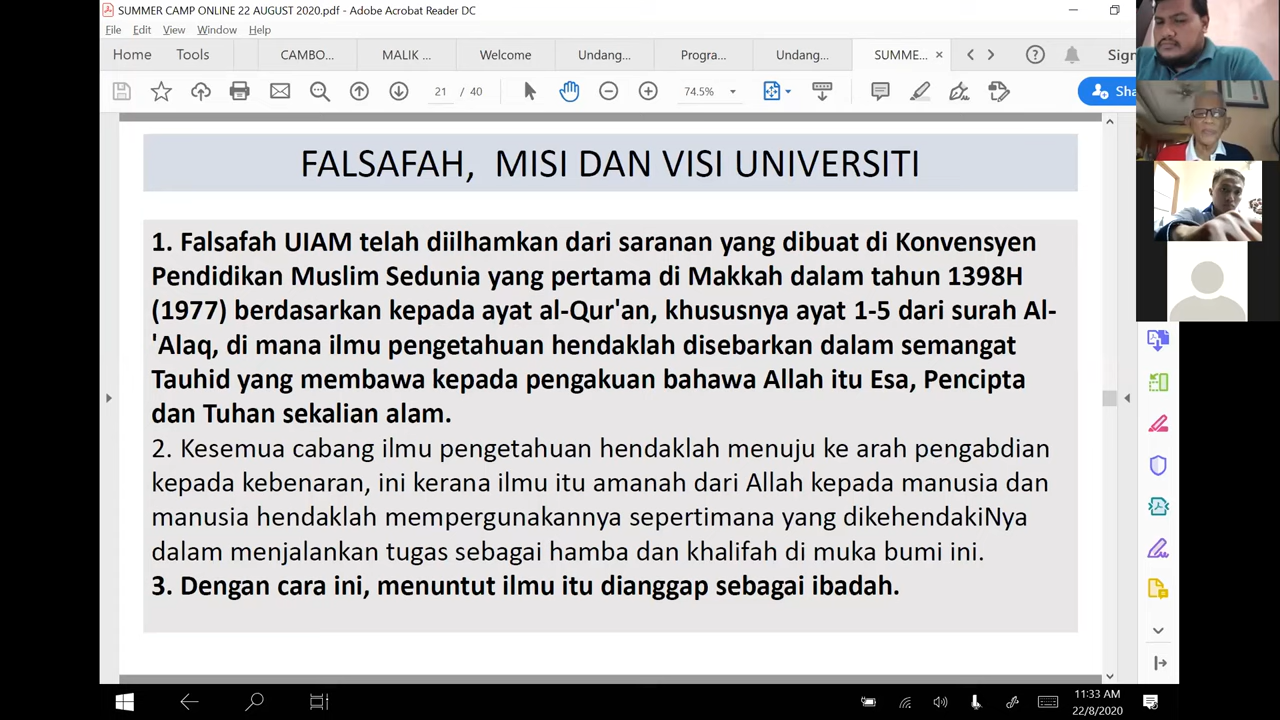 SUMMER CAMP ONLINE 22 AUGUST 2020.pdf - Adobe Acrobat Reader DC
File Edit View Window Help
Home Tools CAMBO... MALIK ... Welcome Undang... Progra... Undang... SUMME... Sign
21 / 40 74.5% Sha
FALSAFAH, MISI DAN VISI UNIVERSITI
1. Falsafah UIAM telah diilhamkan dari saranan yang dibuat di Konvensyen
Pendidikan Muslim Sedunia yang pertama di Makkah dalam tahun 1398H
(1977) berdasarkan kepada ayat al-Qur'an, khususnya ayat 1-5 dari surah Al-
'Alaq, di mana ilmu pengetahuan hendaklah disebarkan dalam semangat
Tauhid yang membawa kepada pengakuan bahawa Allah itu Esa, Pencipta
dan Tuhan sekalian alam.
2. Kesemua cabang ilmu pengetahuan hendaklah menuju ke arah pengabdian
kepada kebenaran, ini kerana ilmu itu amanah dari Allah kepada manusia dan
manusia hendaklah mempergunakannya sepertimana yang dikehendakiNya
dalam menjalankan tugas sebagai hamba dan khalifah di muka bumi ini.
3. Dengan cara ini, menuntut ilmu itu dianggap sebagai ibadah.
11:33 AM
22/8/2020